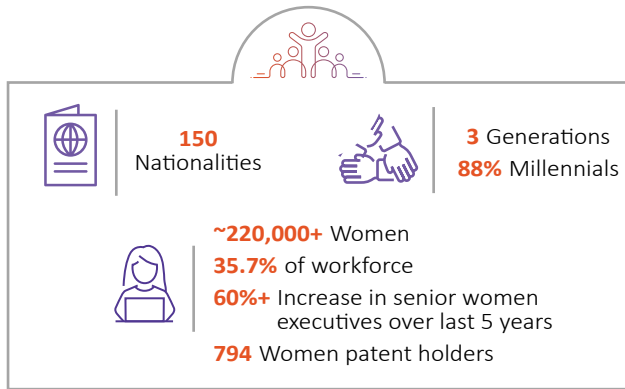 150
Nationalities
3 Generations
88% Millennials
~220,000+ Women
35.7% of workforce
60%+ Increase in senior women
executives over last 5 years
794 Women patent holders